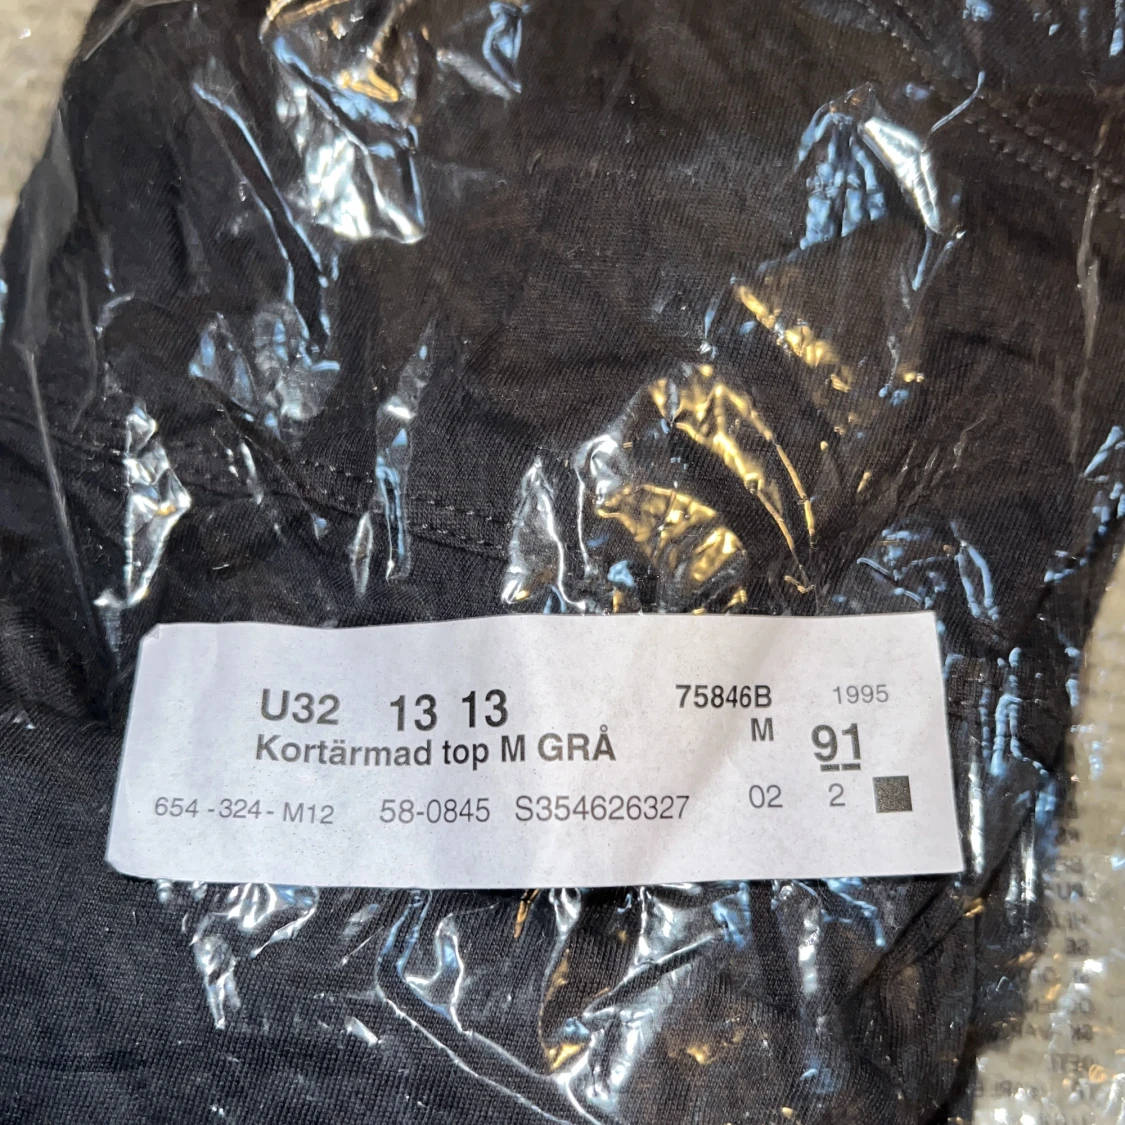 U32 13 13 75846B 1995
Kortärmad top M GRÅ M 91
654-324-M12 58-0845 S354626327 02 2